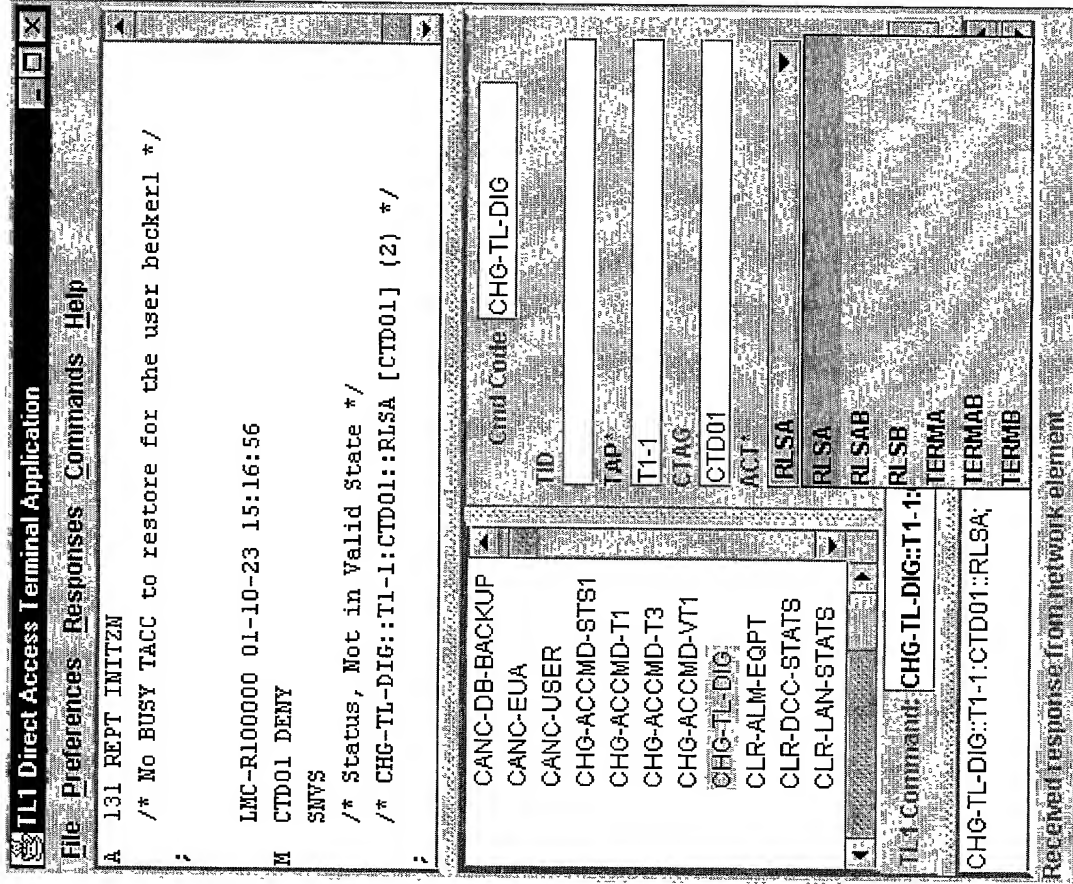 TL1 Direct Access Terminal Application
File Preferences Responses Commands Help
A 131 REPT INITZN
/* No BUSY TACC to restore for the user beckerl */
;
LMC-R100000 01-10-23 15:16:56
M CTD01 DENY
SNVS
/* Status, Not in Valid State */
/* CHG-TL-DIG::T1-1:CTD01::RLSA [CTD01] (2) */
;
CANC-DB-BACKUP
CANC-EUA
CANC-USER
CHG-ACCMD-STS1
CHG-ACCMD-T1
CHG-ACCMD-T3
CHG-ACCMD-VT1
CHG-TL-DIG
CLR-ALM-EQPT
CLR-DCC-STATS
CLR-LAN-STATS
Cmd Code CHG-TL-DIG
TID
TAP*
T1-1
CTAG
CTD01
ACT*
RLSA
RLSA
RLSAB
RLSB
TERMA
TERMAB
TERMB
TL1 Command: CHG-TL-DIG::T1-1:
CHG-TL-DIG::T1-1:CTD01::RLSA;
Received response from network element